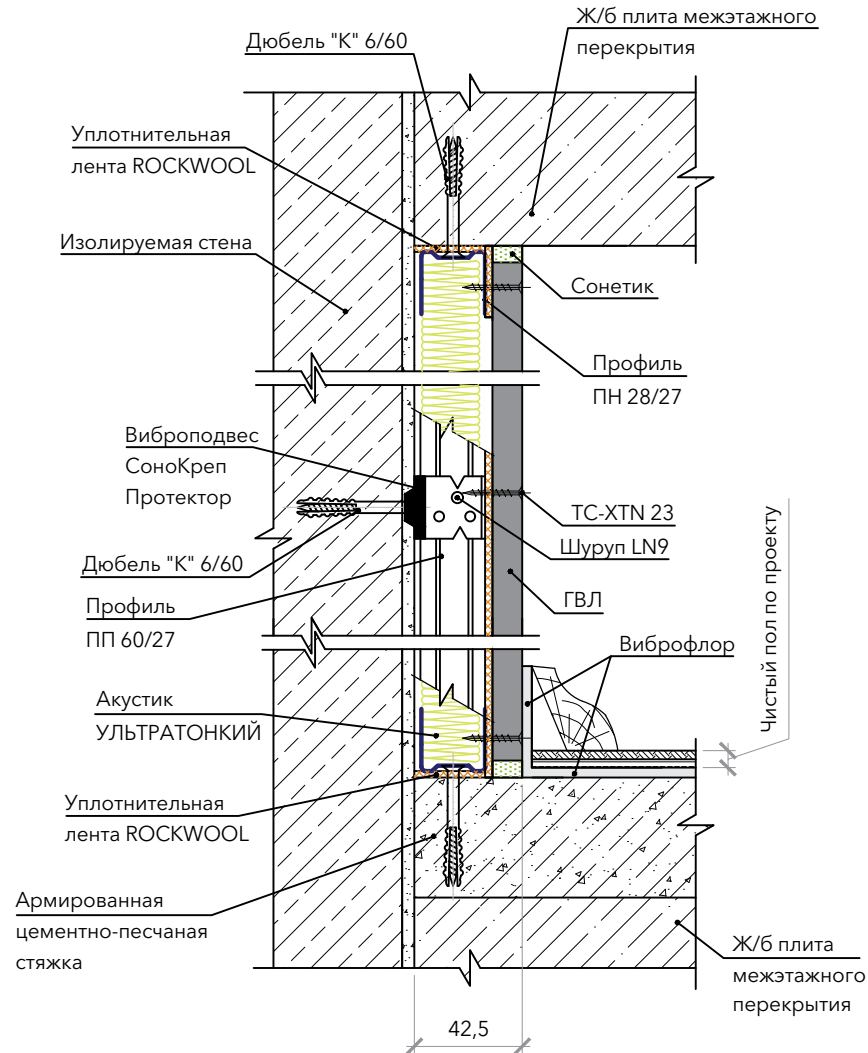 Дюбель "К" 6/60
Ж/б плита межэтажного
перекрытия
Уплотнительная
лента ROCKWOOL
Изолируемая стена
Сонетик
Профиль
ПН 28/27
Виброподвес
СоноКреп
Протектор
ТС-XTN 23
Шуруп LN9
Дюбель "К" 6/60
ГВЛ
Профиль
ПП 60/27
Виброфлор
Чистый пол по проекту
Акустик
УЛЬТРАТОНКИЙ
Уплотнительная
лента ROCKWOOL
Армированная
цементно-песчаная
стяжка
Ж/б плита
межэтажного
перекрытия
42,5